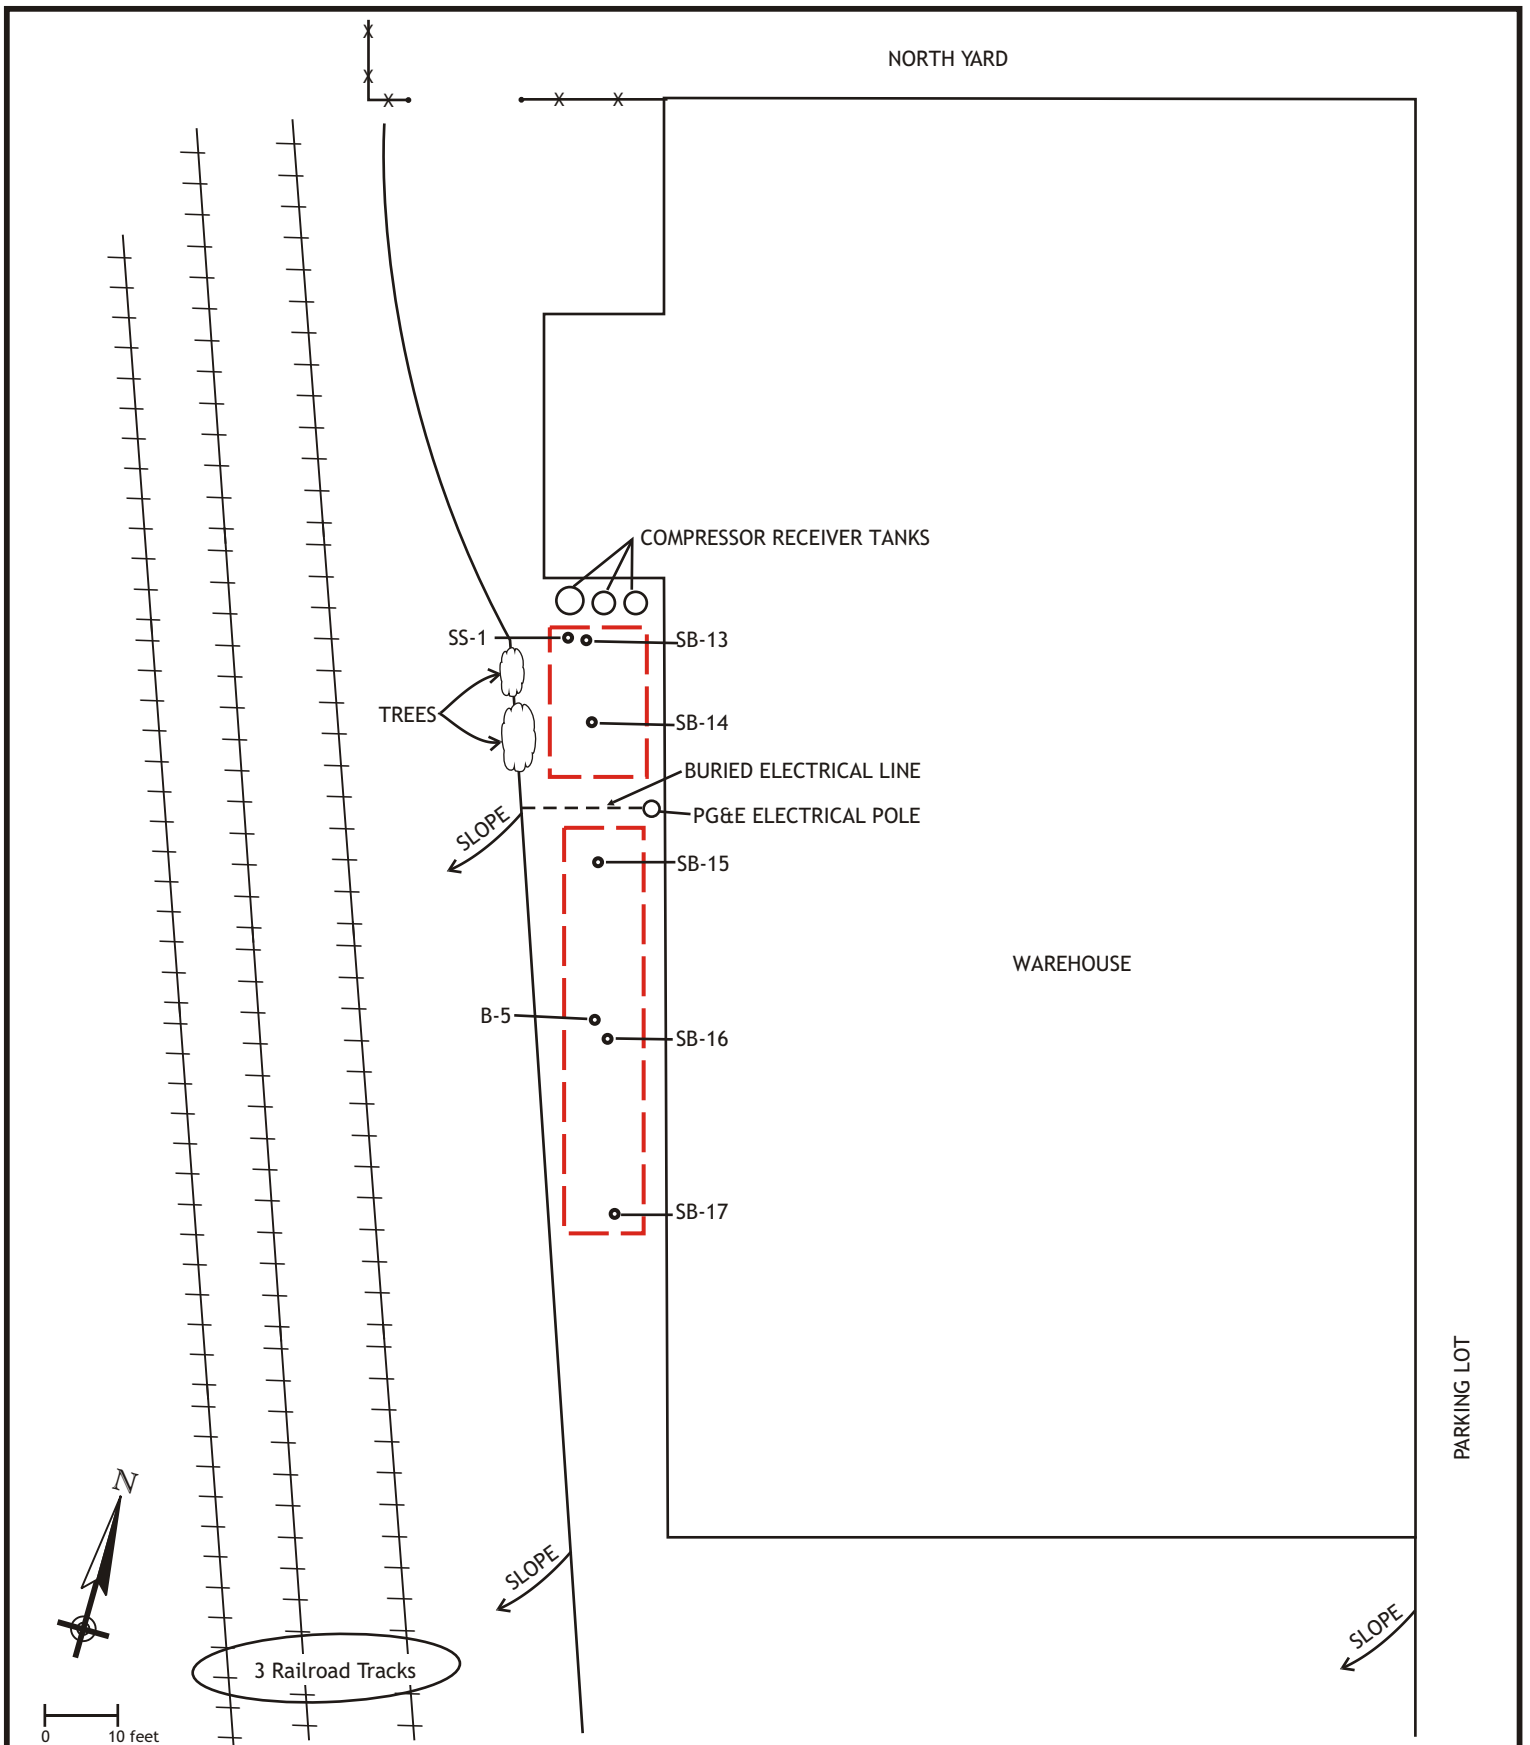 NORTH YARD
COMPRESSOR RECEIVER TANKS
SS-1
SB-13
TREES
SB-14
BURIED ELECTRICAL LINE
PG&E ELECTRICAL POLE
SLOPE
SB-15
WAREHOUSE
B-5
SB-16
SB-17
PARKING LOT
N
SLOPE
SLOPE
3 Railroad Tracks
0 10 feet